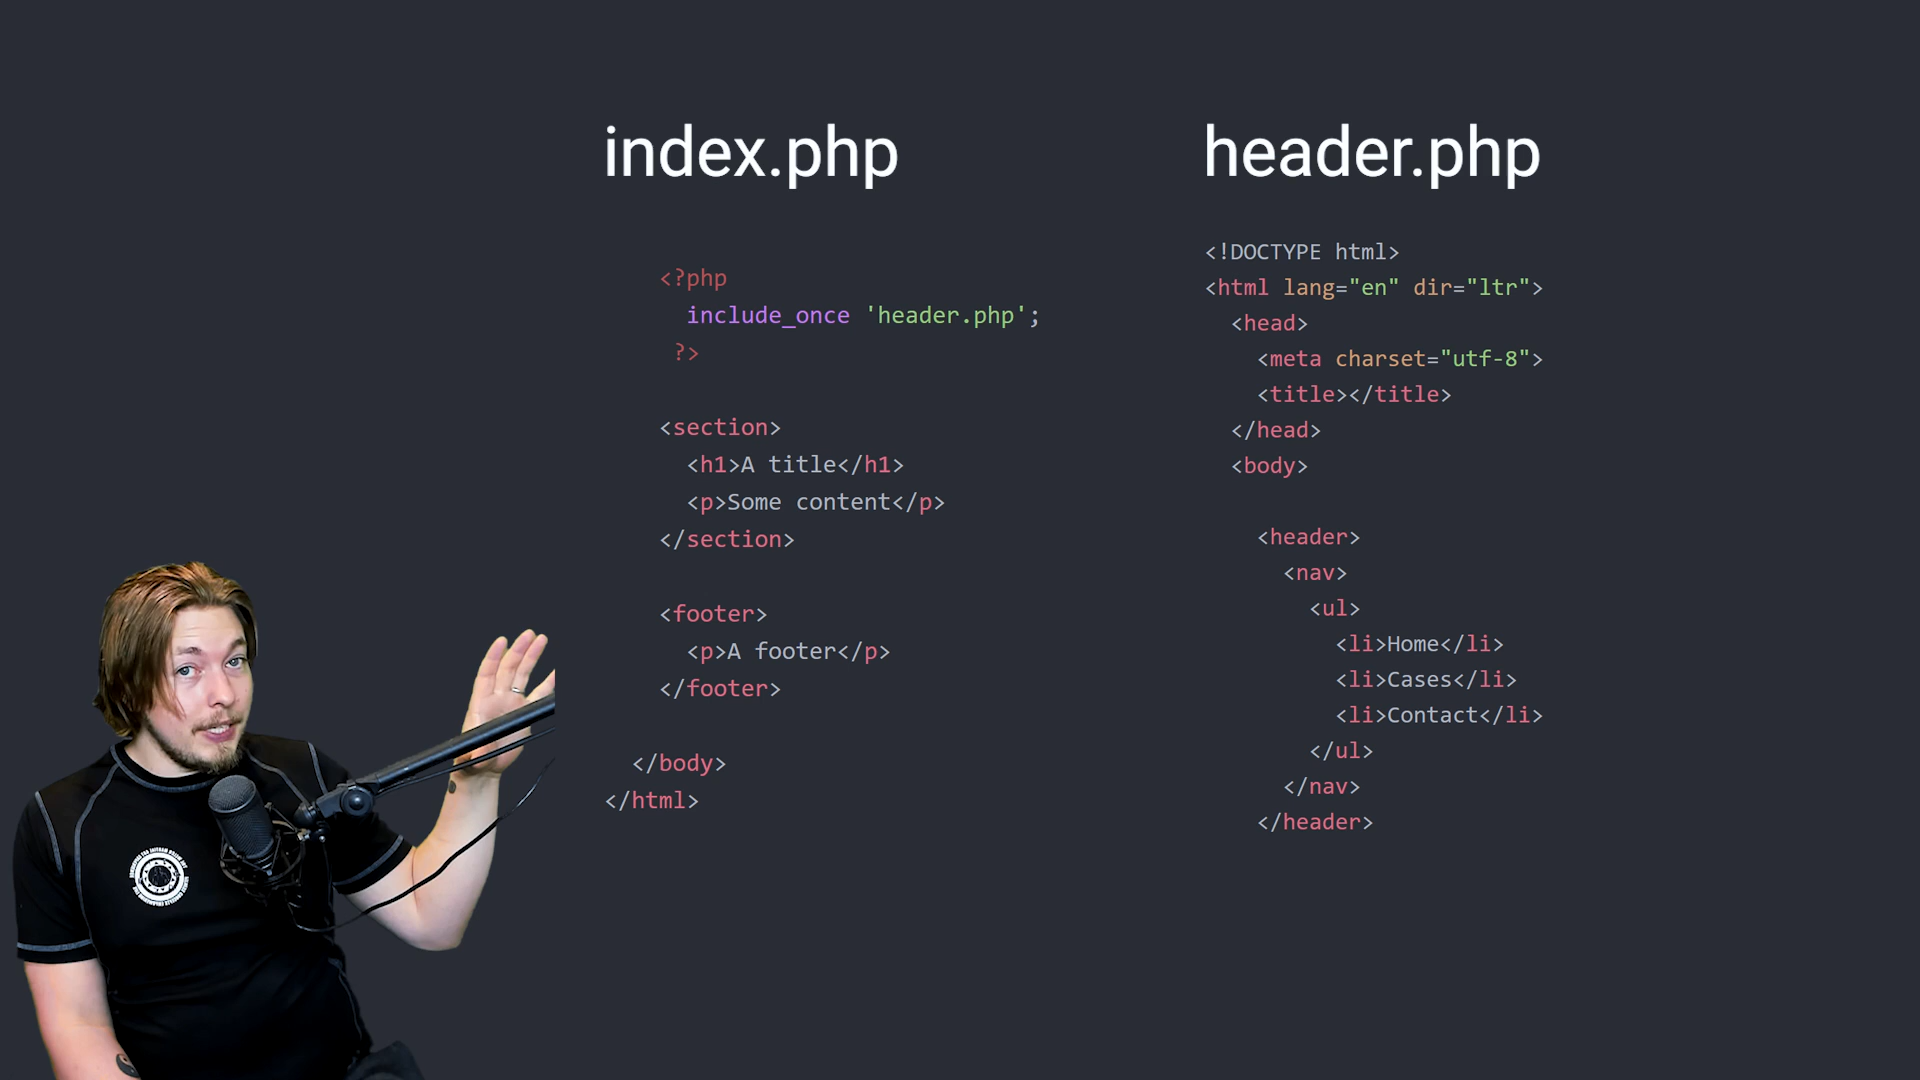 index.php
<?php
include_once 'header.php';
?>
<section>
<h1>A title</h1>
<p>Some content</p>
</section>
<footer>
<p>A footer</p>
</footer>
</body>
</html>
header.php
<!DOCTYPE html>
<html lang="en" dir="ltr">
<head>
<meta charset="utf-8">
<title></title>
</head>
<body>
<header>
<nav>
<ul>
<li>Home</li>
<li>Cases</li>
<li>Contact</li>
</ul>
</nav>
</header>